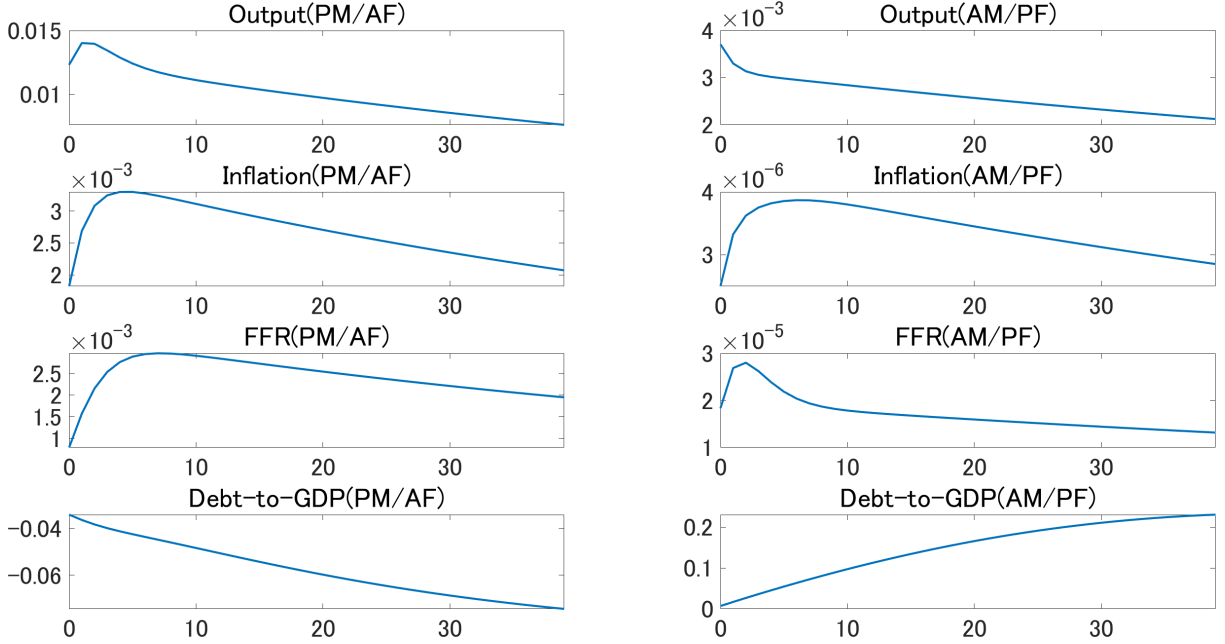 Output(PM/AF)
0.015
0.01
0 10 20 30
Output(AM/PF)
×10⁻³
4
3
2
0 10 20 30
Inflation(PM/AF)
×10⁻³
3
2.5
2
0 10 20 30
Inflation(AM/PF)
×10⁻⁶
4
3
0 10 20 30
FFR(PM/AF)
×10⁻³
2.5
2
1.5
1
0 10 20 30
FFR(AM/PF)
×10⁻⁵
3
2
1
0 10 20 30
Debt-to-GDP(PM/AF)
−0.04
−0.06
0 10 20 30
Debt-to-GDP(AM/PF)
0.2
0.1
0
0 10 20 30